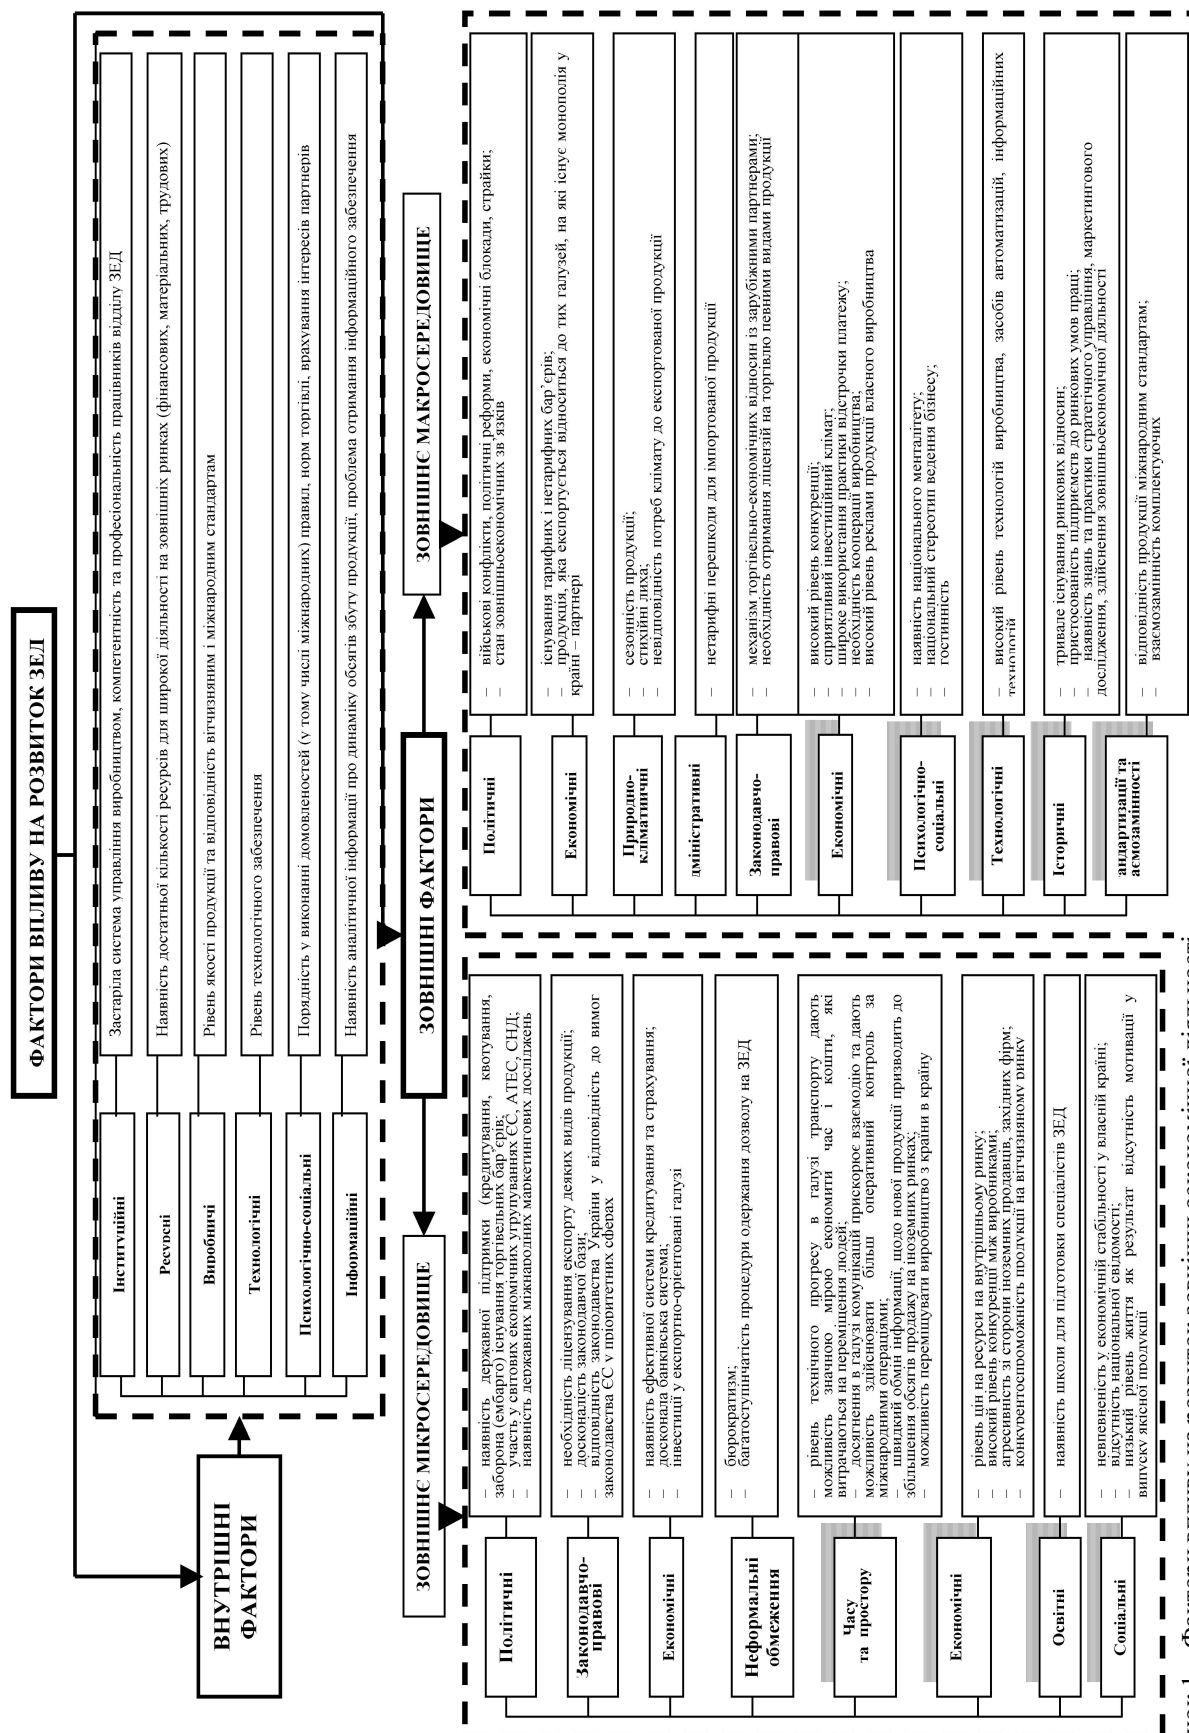 ФАКТОРИ ВПЛИВУ НА РОЗВИТОК ЗЕД
ВНУТРІШНІ
ФАКТОРИ
Інституційні
Застаріла система управління виробництвом, компетентність та професіональність працівників відділу ЗЕД
Ресурсні
Наявність достатньої кількості ресурсів для широкої діяльності на зовнішніх ринках (фінансових, матеріальних, трудових)
Виробничі
Рівень якості продукції та відповідність вітчизняним і міжнародним стандартам
Технологічні
Рівень технологічного забезпечення
Психологічно-соціальні
Порядність у виконанні домовленостей (у тому числі міжнародних) правил, норм торгівлі, врахування інтересів партнерів
Інформаційні
Наявність аналітичної інформації про динаміку обсягів збуту продукції, проблема отримання інформаційного забезпечення
ЗОВНІШНЄ МІКРОСЕРЕДОВИЩЕ
ЗОВНІШНІ ФАКТОРИ
ЗОВНІШНЄ МАКРОСЕРЕДОВИЩЕ
Політичні
– наявність державної підтримки (кредитування, квотування,
заборона (ембарго) існування торгівельних бар’єрів;
– участь у світових економічних угрупуваннях ЄС, АТЕС, СНД;
– наявність державних міжнародних маркетингових досліджень
Законодавчо-
правові
– необхідність ліцензування експорту деяких видів продукції;
– досконалість законодавчої бази;
– відповідність законодавства України у відповідність до вимог
законодавства ЄС у пріоритетних сферах
Економічні
– наявність ефективної системи кредитування та страхування;
– доскональна банківська система;
– інвестиції у експортно-орієнтовані галузі
Неформальні
обмеження
– бюрократизм;
– багатоступінчатість процедури одержання дозволу на ЗЕД
Часу
та простору
– рівень технічного прогресу в галузі транспорту дають
можливість значною мірою економити час і кошти, які
витрачаються на переміщення людей;
– досягнення в галузі комунікацій прискорює взаємодію та дають
можливість здійснювати більш оперативний контроль за
міжнародними операціями;
– швидкий обмін інформації, щодо нової продукції призводить до
збільшення обсягів продажу на іноземних ринках;
– можливість переміщувати виробництво з країни в країну
Економічні
– рівень цін на ресурси на внутрішньому ринку;
– високий рівень конкуренції між виробниками;
– агресивність зі сторони іноземних продавців, західних фірм;
– конкурентоспроможність продукції на вітчизняному ринку
Освітні
– наявність школи для підготовки спеціалістів ЗЕД
Соціальні
– невпевненість у економічній стабільності у власній країні;
– відсутність національної свідомості;
– низький рівень життя як результат відсутність мотивації у
випуску якісної продукції
Політичні
– військові конфлікти, політичні реформи, економічні блокади, страйки;
– стан зовнішньоекономічних зв’язків
Економічні
– існування тарифних і нетарифних бар’єрів;
– продукція, яка експортується відноситься до тих галузей, на які існує монополія у
країні – партнері
Природно-
кліматиичні
– сезонність продукції;
– стихійні лиха;
– невідповідність потреб клімату до експортованої продукції
дміністративні
– нетарифні перешкоди для імпортованої продукції
Законодавчо-
правові
– механізм торгівельно-економічних відносин із зарубіжними партнерами;
– необхідність отримання ліцензій на торгівлю певними видами продукції
Економічні
– високий рівень конкуренції;
– сприятливий інвестиційний клімат;
– широке використання практики відстрочки платежу;
– необхідність кооперації виробництва;
– високий рівень реклами продукції власного виробництва
Психологічно-
соціальні
– наявність національного менталітету;
– національний стереотип ведення бізнесу;
– гостинність
Технологічні
– високий рівень технологій виробництва, засобів автоматизації, інформаційних
технологій
Історичні
– тривале існування ринкових відносин;
– пристосованість підприємств до ринкових умов праці;
– наявність знань та практики стратегічного управління, маркетингового
дослідження, здійснення зовнішньоекономічної діяльності
андартизації та
аємозамінності
– відповідність продукції міжнародним стандартам;
– взаємозамінність комплектуючих